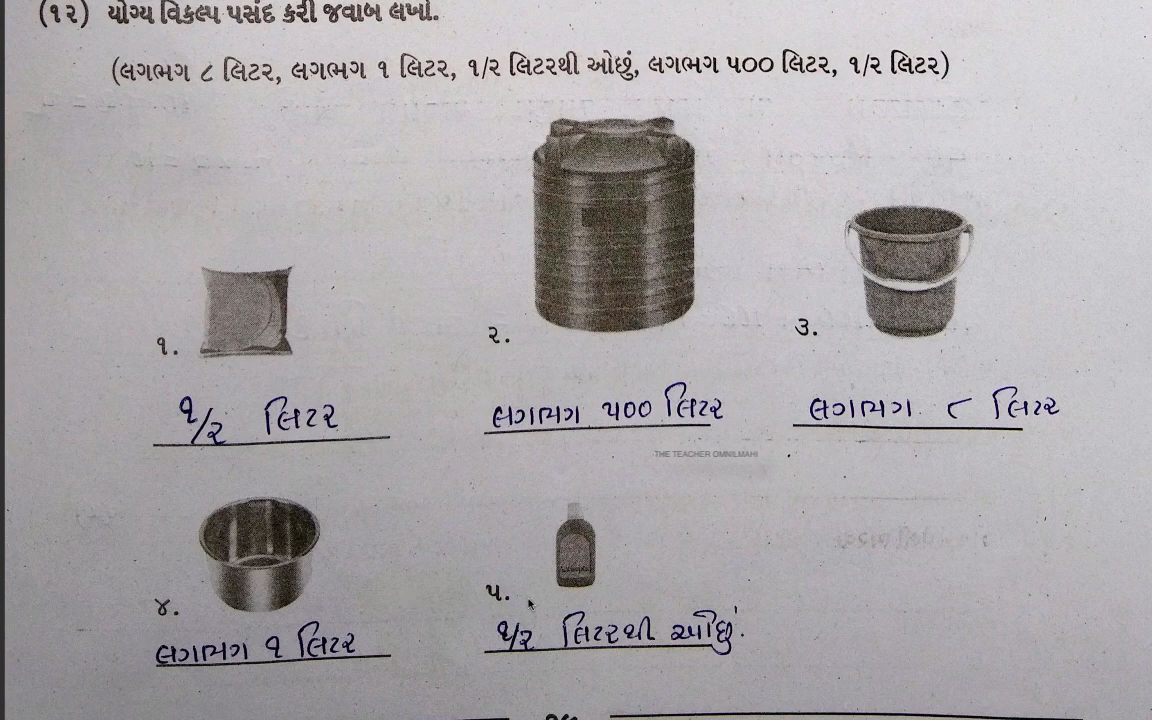 (૧૨) યોગ્ય વિકલ્પ પસંદ કરી જવાબ લખો.
(લગભગ ૮ લિટર, લગભગ ૧ લિટર, ૧/૨ લિટરથી ઓછું, લગભગ ૫૦૦ લિટર, ૧/૨ લિટર)
૧. ૨. ૩.
૧/૨ લિટર લગભગ ૫૦૦ લિટર લગભગ ૮ લિટર
THE TEACHER OMNILMAHI
૪. ૫.
લગભગ ૧ લિટર ૧/૨ લિટરથી ઓછું.